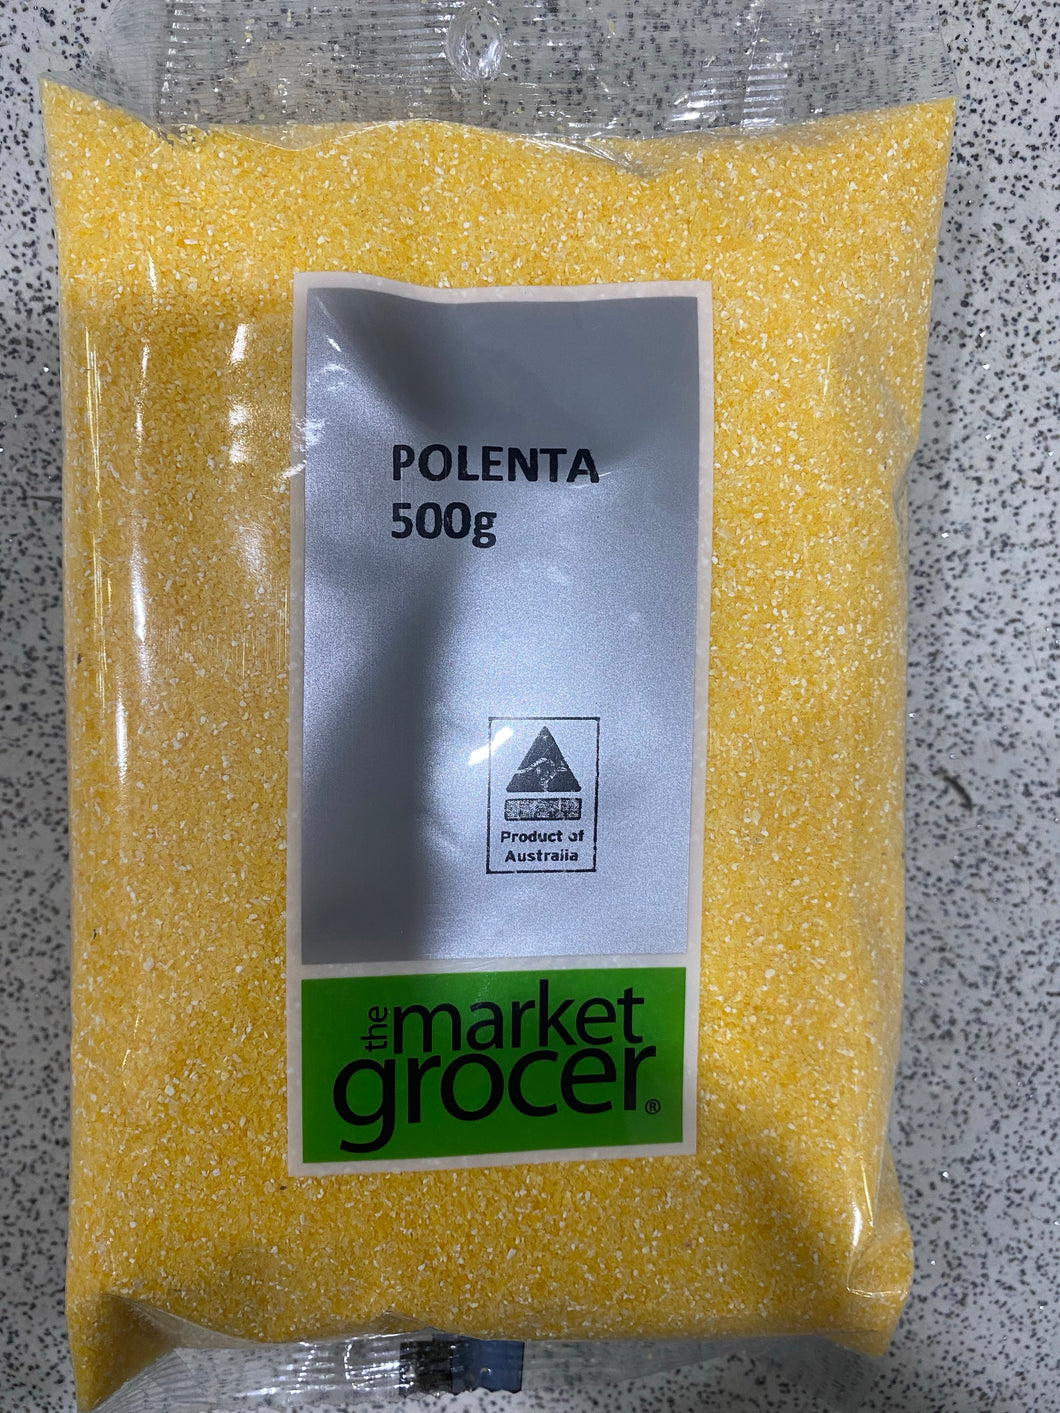 POLENTA
500g
Product of
Australia
the market
grocer®